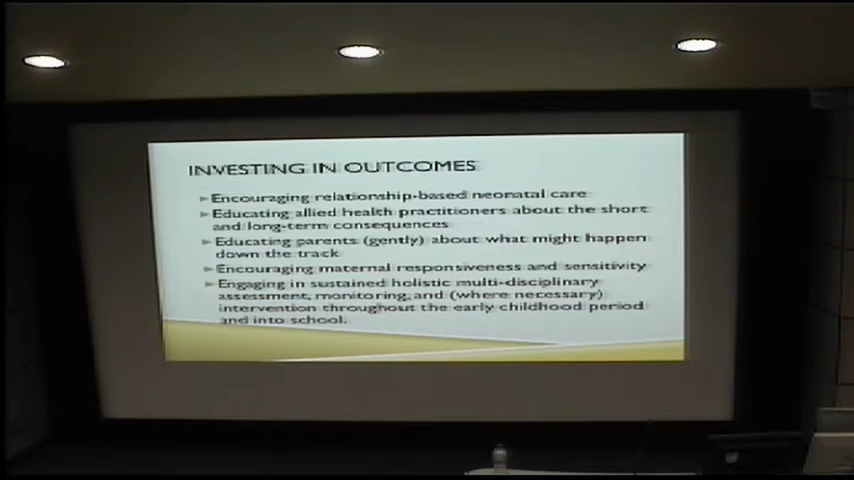 INVESTING IN OUTCOMES
Encouraging relationship-based neonatal care
Educating allied health practitioners about the short
and long-term consequences
Educating parents (gently) about what might happen
down the track
Encouraging maternal responsiveness and sensitivity
Engaging in sustained holistic multi-disciplinary
assessment, monitoring, and (where necessary)
intervention throughout the early childhood period
and into school.